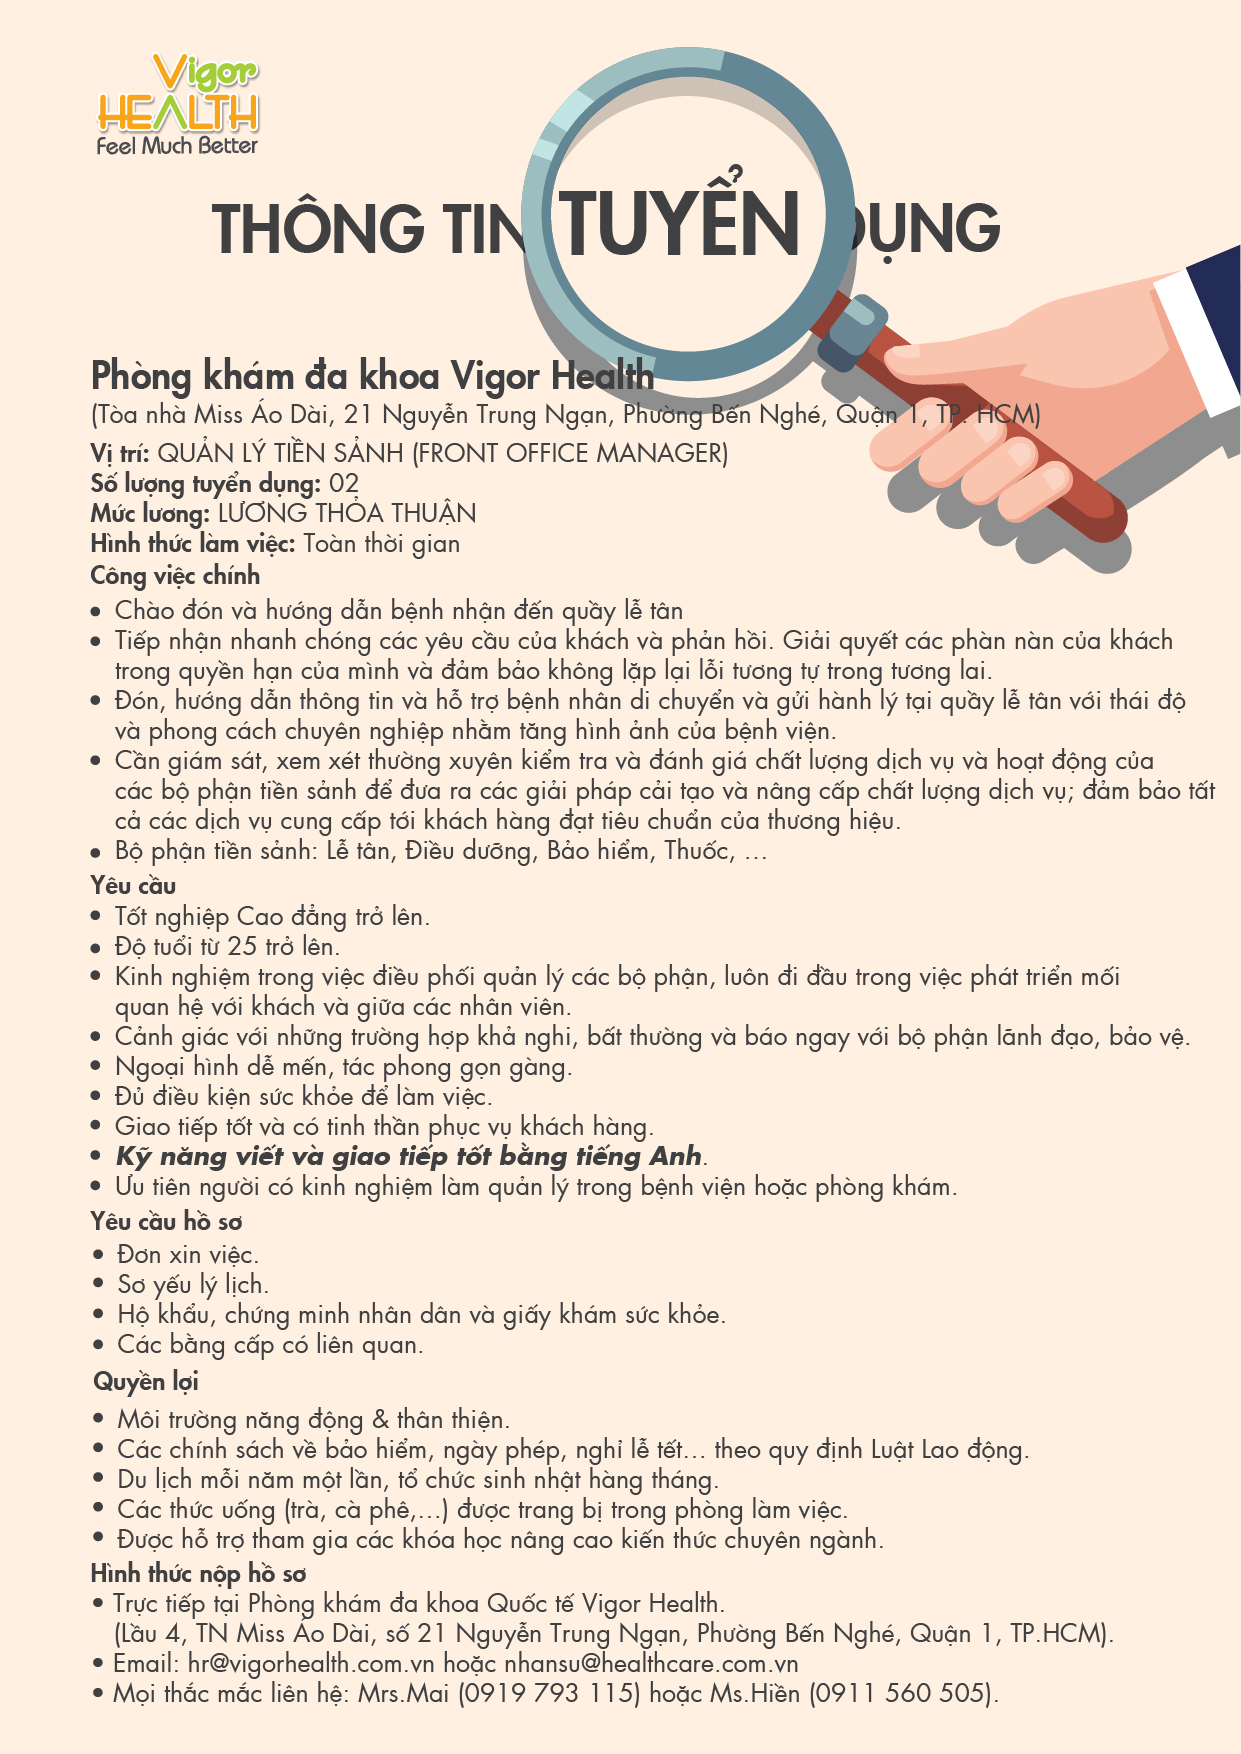 Vigor
HEALTH
Feel Much Better
THÔNG TIN TUYỂN DỤNG
Phòng khám đa khoa Vigor Health
(Tòa nhà Miss Áo Dài, 21 Nguyễn Trung Ngạn, Phường Bến Nghé, Quận 1, TP. HCM)
Vị trí: QUẢN LÝ TIỀN SẢNH (FRONT OFFICE MANAGER)
Số lượng tuyển dụng: 02
Mức lương: LƯƠNG THỎA THUẬN
Hình thức làm việc: Toàn thời gian
Công việc chính
• Chào đón và hướng dẫn bệnh nhận đến quầy lễ tân
• Tiếp nhận nhanh chóng các yêu cầu của khách và phản hồi. Giải quyết các phàn nàn của khách
trong quyền hạn của mình và đảm bảo không lặp lại lỗi tương tự trong tương lai.
• Đón, hướng dẫn thông tin và hỗ trợ bệnh nhân di chuyển và gửi hành lý tại quầy lễ tân với thái độ
và phong cách chuyên nghiệp nhằm tăng hình ảnh của bệnh viện.
• Cần giám sát, xem xét thường xuyên kiểm tra và đánh giá chất lượng dịch vụ và hoạt động của
các bộ phận tiền sảnh để đưa ra các giải pháp cải tạo và nâng cấp chất lượng dịch vụ; đảm bảo tất
cả các dịch vụ cung cấp tới khách hàng đạt tiêu chuẩn của thương hiệu.
• Bộ phận tiền sảnh: Lễ tân, Điều dưỡng, Bảo hiểm, Thuốc, ...
Yêu cầu
• Tốt nghiệp Cao đẳng trở lên.
• Độ tuổi từ 25 trở lên.
• Kinh nghiệm trong việc điều phối quản lý các bộ phận, luôn đi đầu trong việc phát triển mối
quan hệ với khách và giữa các nhân viên.
• Cảnh giác với những trường hợp khả nghi, bất thường và báo ngay với bộ phận lãnh đạo, bảo vệ.
• Ngoại hình dễ mến, tác phong gọn gàng.
• Đủ điều kiện sức khỏe để làm việc.
• Giao tiếp tốt và có tinh thần phục vụ khách hàng.
• Kỹ năng viết và giao tiếp tốt bằng tiếng Anh.
• Ưu tiên người có kinh nghiệm làm quản lý trong bệnh viện hoặc phòng khám.
Yêu cầu hồ sơ
• Đơn xin việc.
• Sơ yếu lý lịch.
• Hộ khẩu, chứng minh nhân dân và giấy khám sức khỏe.
• Các bằng cấp có liên quan.
Quyền lợi
• Môi trường năng động & thân thiện.
• Các chính sách về bảo hiểm, ngày phép, nghỉ lễ tết... theo quy định Luật Lao động.
• Du lịch mỗi năm một lần, tổ chức sinh nhật hàng tháng.
• Các thức uống (trà, cà phê,...) được trang bị trong phòng làm việc.
• Được hỗ trợ tham gia các khóa học nâng cao kiến thức chuyên ngành.
Hình thức nộp hồ sơ
• Trực tiếp tại Phòng khám đa khoa Quốc tế Vigor Health.
(Lầu 4, TN Miss Áo Dài, số 21 Nguyễn Trung Ngạn, Phường Bến Nghé, Quận 1, TP.HCM).
• Email: hr@vigorhealth.com.vn hoặc nhansu@healthcare.com.vn
• Mọi thắc mắc liên hệ: Mrs.Mai (0919 793 115) hoặc Ms.Hiền (0911 560 505).